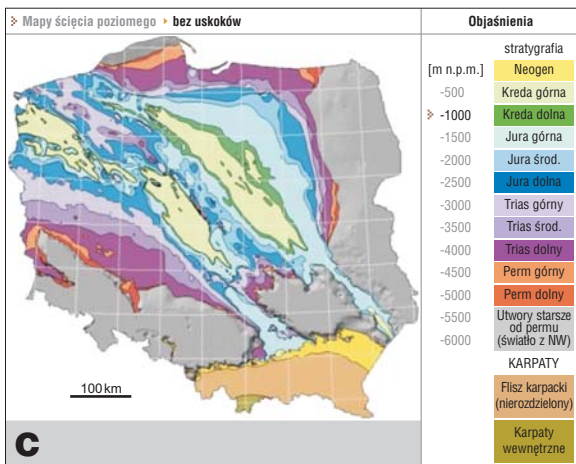 Mapy ścięcia poziomego ▸ bez uskoków
Objaśnienia
stratygrafia
[m n.p.m.] Neogen
-500 Kreda górna
-1000 Kreda dolna
-1500 Jura górna
-2000 Jura środ.
-2500 Jura dolna
-3000 Trias górny
-3500 Trias środ.
-4000 Trias dolny
-4500 Perm górny
-5000 Perm dolny
-5500 Utwory starsze
od permu
-6000 (światło z NW)
KARPATY
Flisz karpacki
(nierozdzielony)
Karpaty
wewnętrzne
100 km
C